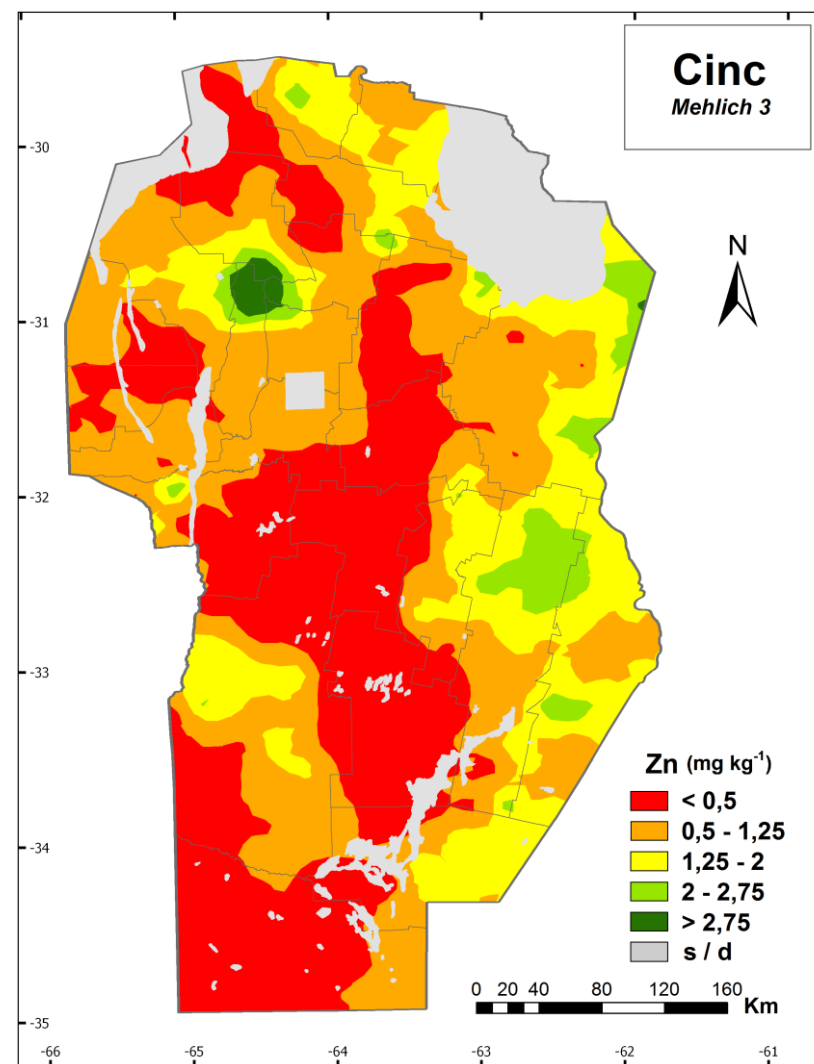 Cinc
Mehlich 3
-30
N
-31
-32
-33
Zn (mg kg⁻¹)
< 0,5
0,5 - 1,25
-34
1,25 - 2
2 - 2,75
> 2,75
s / d
0 10 20 40 80 120 160
Km
-35
-66 -65 -64 -63 -62 -61